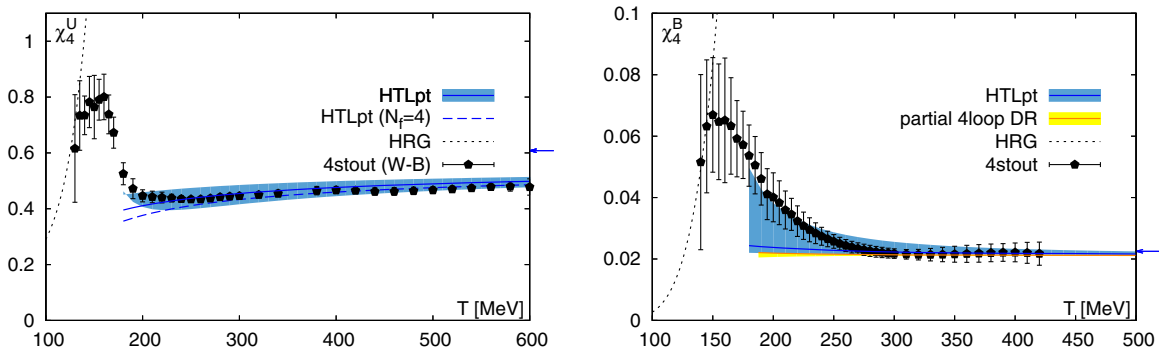 χ₄ᵁ
HTLpt
HTLpt (N_f=4)
HRG
4stout (W-B)
T [MeV]
0
0.2
0.4
0.6
0.8
1
100
200
300
400
500
600
χ₄ᴮ
HTLpt
partial 4loop DR
HRG
4stout
T [MeV]
0
0.02
0.04
0.06
0.08
0.1
100
150
200
250
300
350
400
450
500